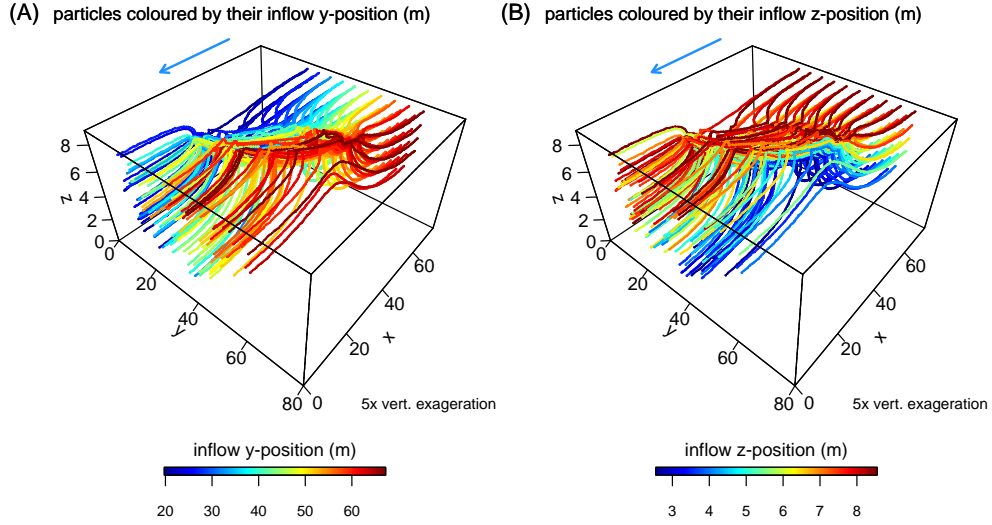 (A) particles coloured by their inflow y-position (m)
8
6
4
2
0
z
0
20
40
60
80
y
0
20
40
60
x
5x vert. exageration
inflow y-position (m)
20 30 40 50 60
(B) particles coloured by their inflow z-position (m)
8
6
4
2
0
z
0
20
40
60
80
y
0
20
40
60
x
5x vert. exageration
inflow z-position (m)
3 4 5 6 7 8